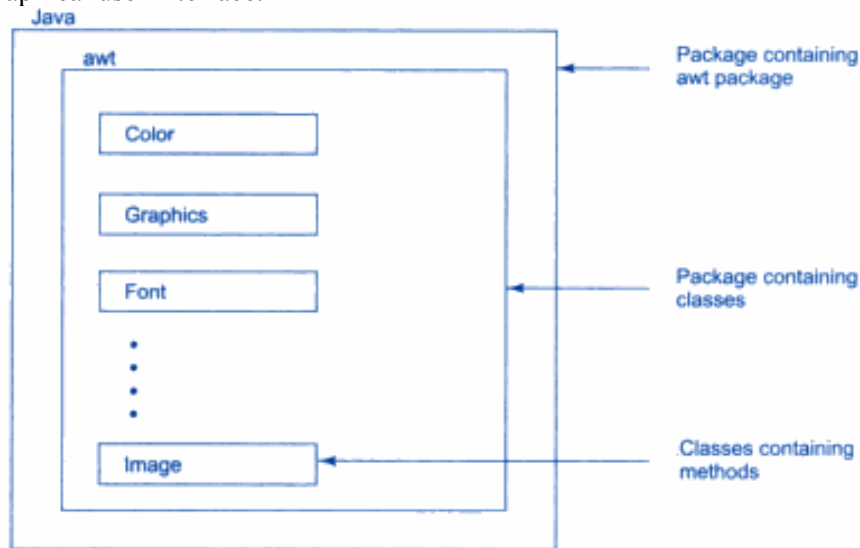 Java
awt
Package containing
awt package
Color
Graphics
Font
Package containing
classes
Image
Classes containing
methods